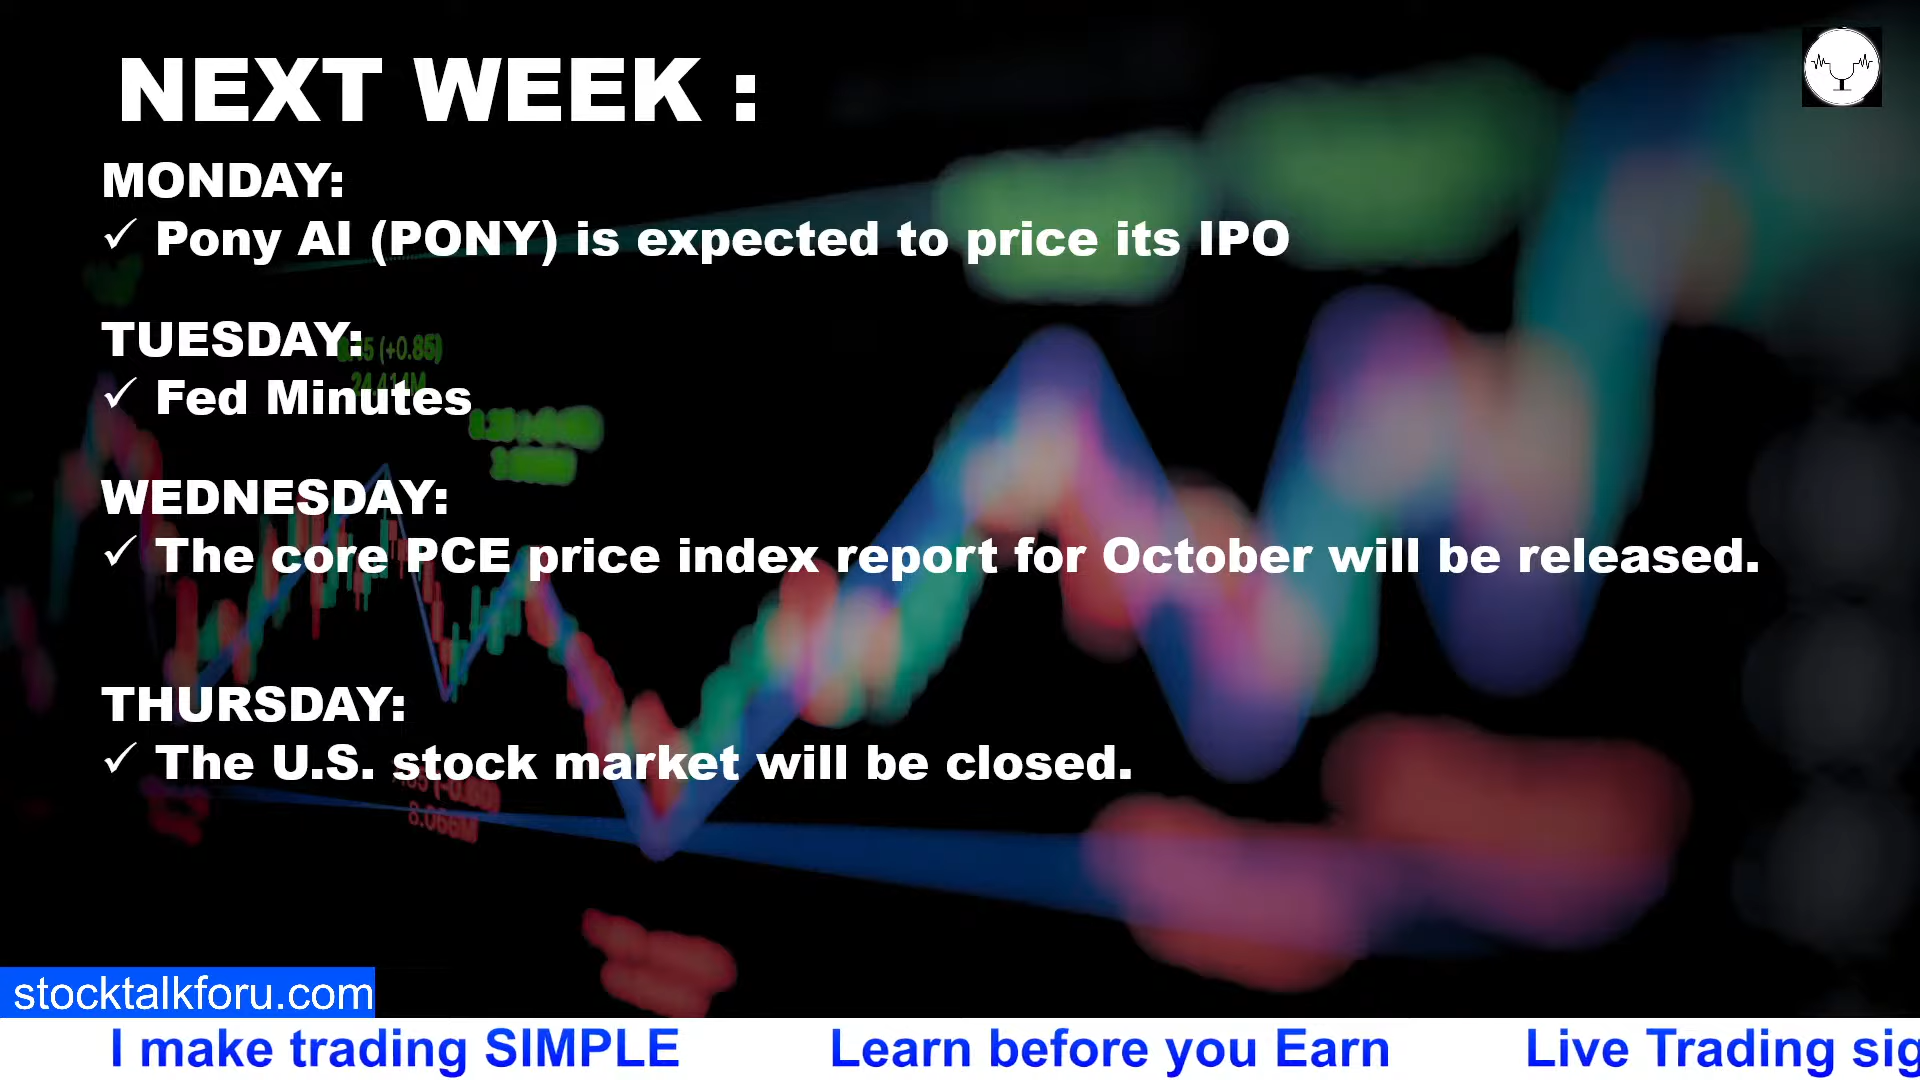 NEXT WEEK :
MONDAY:
✓ Pony AI (PONY) is expected to price its IPO
TUESDAY:
✓ Fed Minutes
WEDNESDAY:
✓ The core PCE price index report for October will be released.
THURSDAY:
✓ The U.S. stock market will be closed.
stocktalkforu.com
I make trading SIMPLE Learn before you Earn Live Trading